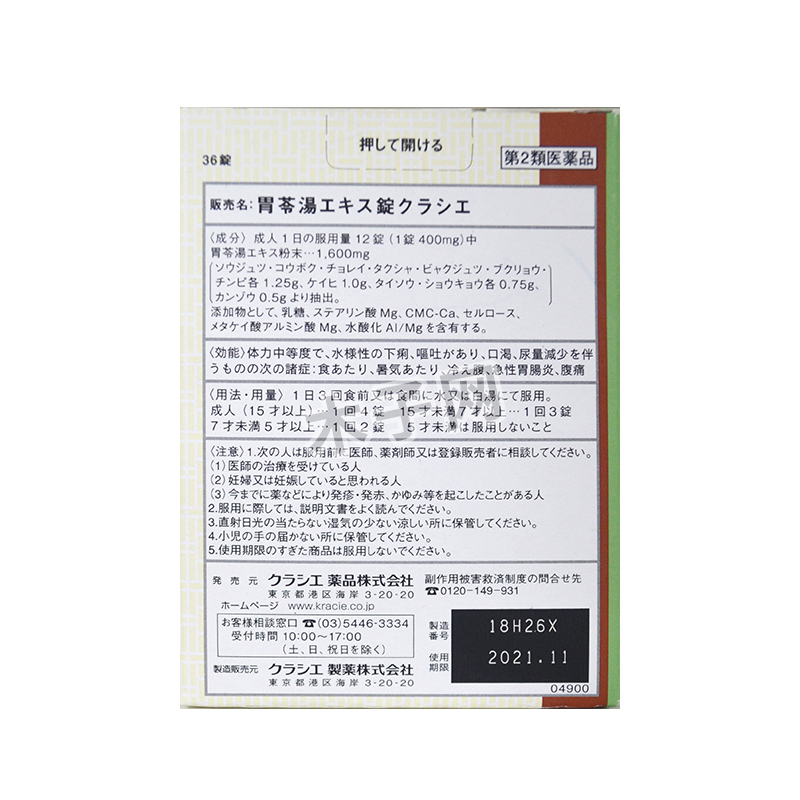 押して開ける
36錠
第2類医薬品
販売名:胃苓湯エキス錠クラシエ
〈成分〉成人1日の服用量12錠(1錠400mg)中
胃苓湯エキス粉末…1,600mg
(ソウジュツ・コウボク・チョレイ・タクシャ・ビャクジュツ・ブクリョウ・
チンピ各1.25g、ケイヒ1.0g、タイソウ・ショウキョウ各0.75g、
カンゾウ0.5gより抽出。)
添加物として、乳糖、ステアリン酸Mg、CMC-Ca、セルロース、
メタケイ酸アルミン酸Mg、水酸化Al/Mgを含有する。
〈効能〉体力中等度で、水様性の下痢、嘔吐があり、口渇、尿量減少を伴
うものの次の諸症:食あたり、暑気あたり、冷え腹、急性胃腸炎、腹痛
〈用法・用量〉1日3回食前又は食間に水又は白湯にて服用。
成人(15才以上)…1回4錠 15才未満7才以上…1回3錠
7才未満5才以上…1回2錠 5才未満は服用しないこと
木手网
〈注意〉1.次の人は服用前に医師、薬剤師又は登録販売者に相談してください。
(1)医師の治療を受けている人
(2)妊婦又は妊娠していると思われる人
(3)今までに薬などにより発疹・発赤、かゆみ等を起こしたことがある人
2.服用に際しては、説明文書をよく読んでください。
3.直射日光の当たらない湿気の少ない涼しい所に保管してください。
4.小児の手の届かない所に保管してください。
5.使用期限のすぎた商品は服用しないでください。
発売元 クラシエ薬品株式会社
東京都港区海岸3-20-20
ホームページ www.kracie.co.jp
お客様相談窓口☎(03)5446-3334
受付時間10:00〜17:00
(土、日、祝日を除く)
製造販売元 クラシエ製薬株式会社
東京都港区海岸3-20-20
副作用被害救済制度の問合せ先
☎0120-149-931
製造番号 18H26X
使用期限 2021.11
04900